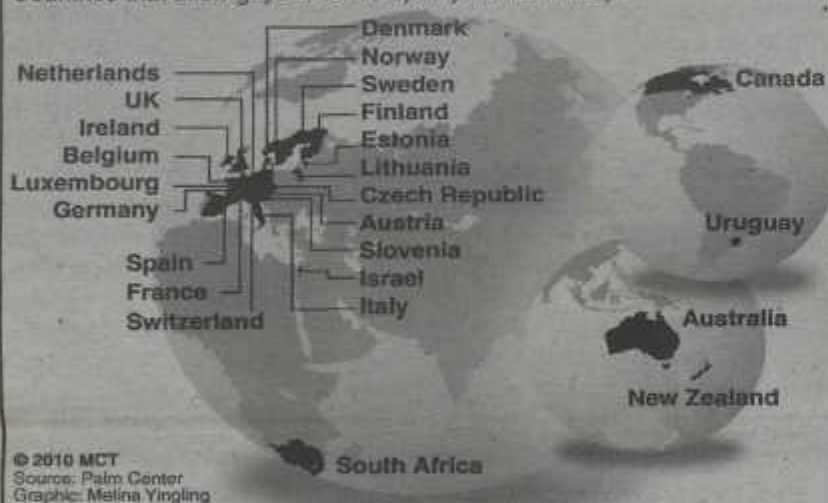 Denmark
Norway
Sweden
Finland
Estonia
Lithuania
Czech Republic
Austria
Slovenia
Israel
Italy
Netherlands
UK
Ireland
Belgium
Luxembourg
Germany
Spain
France
Switzerland
South Africa
Canada
Uruguay
Australia
New Zealand
© 2010 MCT
Source: Palm Center
Graphic: Melina Yingling